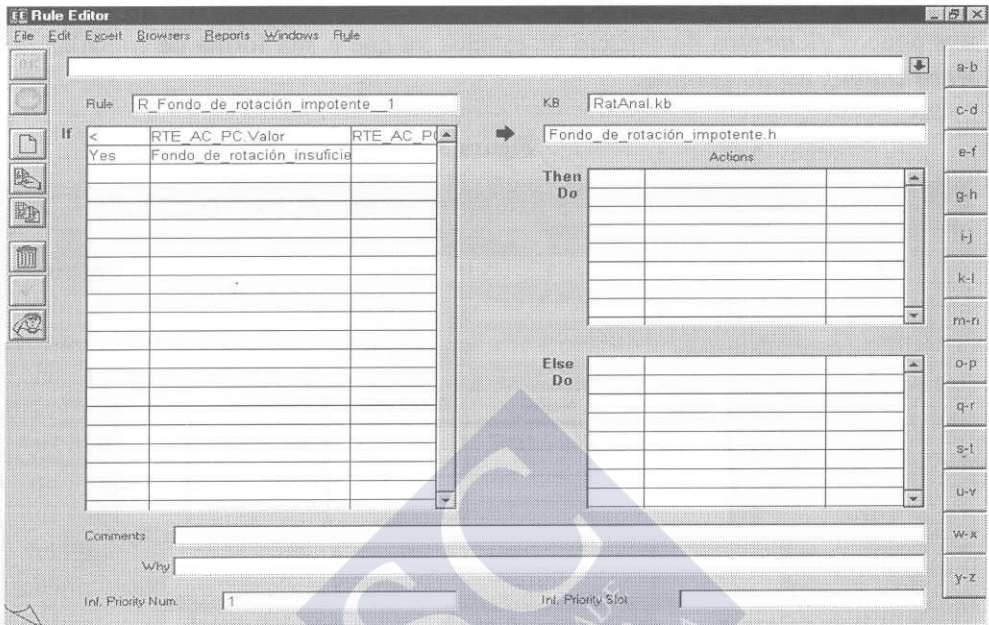 Rule Editor
File Edit Expert Browsers Reports Windows Rule
Rule R_Fondo_de_rotación_impotente__1
KB RatAnal.kb
If
< RTE_AC_PC.Valor RTE_AC_P
Yes Fondo_de_rotación_insuficie
Fondo_de_rotación_impotente.h
Actions
Then
Do
Else
Do
Comments
Why
Inf. Priority Num. 1
Inf. Priority Slot
a-b
c-d
e-f
g-h
i-j
k-l
m-n
o-p
q-r
s-t
u-v
w-x
y-z
SC